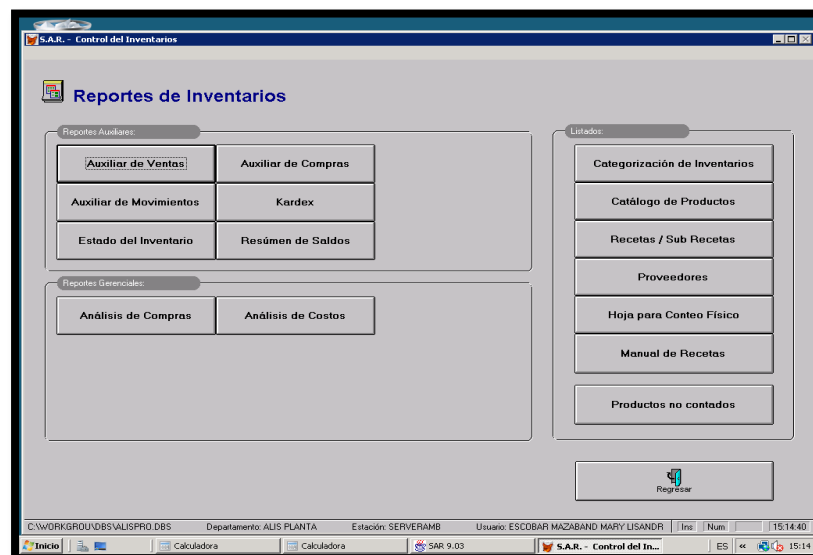 S.A.R. - Control del Inventarios
Reportes de Inventarios
Reportes Auxiliares:
Auxiliar de Ventas
Auxiliar de Compras
Auxiliar de Movimientos
Kardex
Estado del Inventario
Resúmen de Saldos
Reportes Gerenciales:
Análisis de Compras
Análisis de Costos
Listados:
Categorización de Inventarios
Catálogo de Productos
Recetas / Sub Recetas
Proveedores
Hoja para Conteo Físico
Manual de Recetas
Productos no contados
Regresar
C:\WORKGROU\DBS\ALISPRO.DBS Departamento: ALIS PLANTA Estación: SERVERAMB Usuario: ESCOBAR MAZABAND MARY LISANDR Ins Num 15:14:40
Inicio Calculadora Calculadora SAR 9.03 S.A.R. - Control del In... ES « 15:14